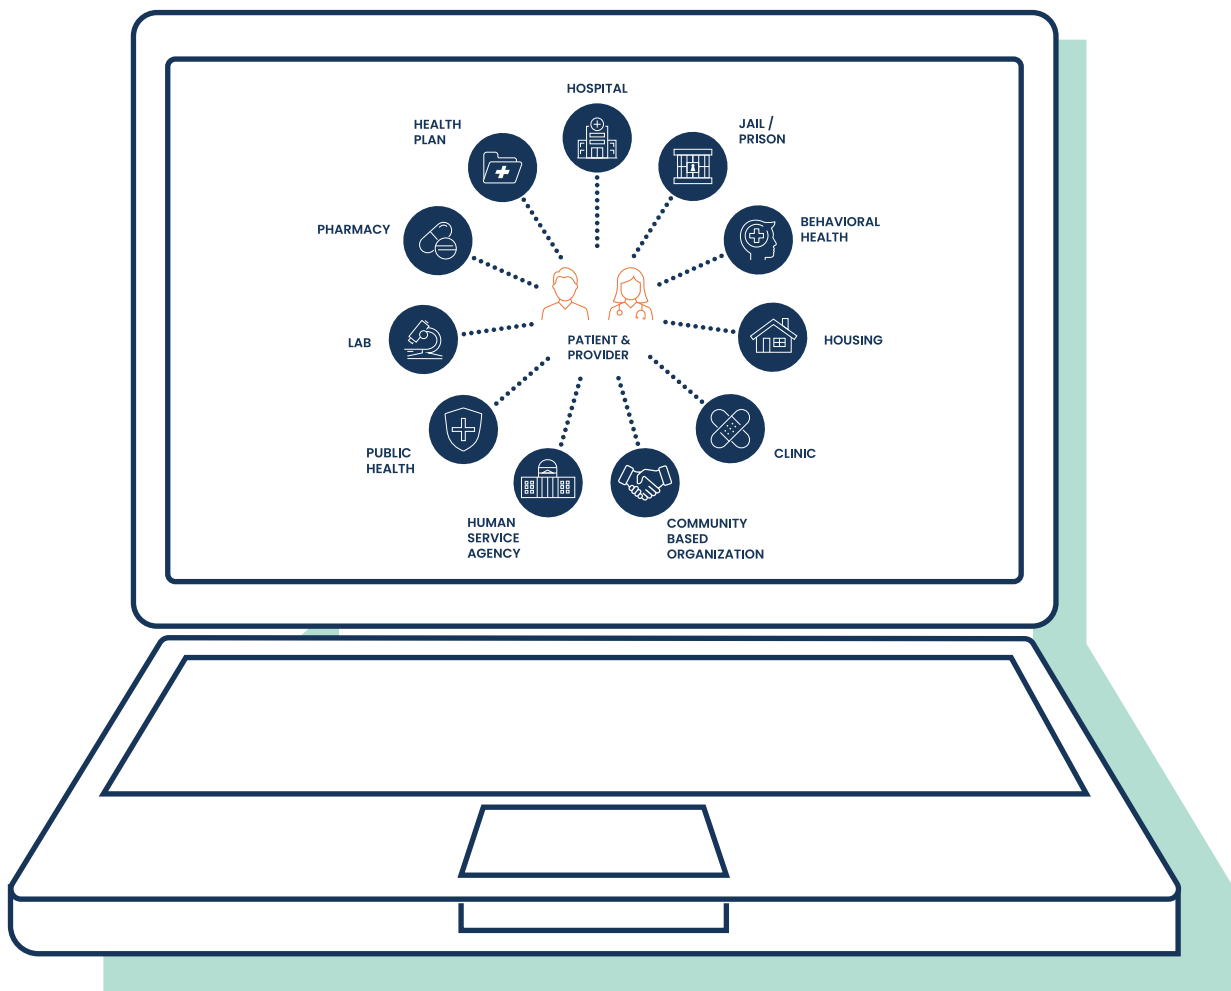 HOSPITAL
HEALTH
PLAN
JAIL /
PRISON
PHARMACY
BEHAVIORAL
HEALTH
LAB
PATIENT &
PROVIDER
HOUSING
PUBLIC
HEALTH
CLINIC
HUMAN
SERVICE
AGENCY
COMMUNITY
BASED
ORGANIZATION